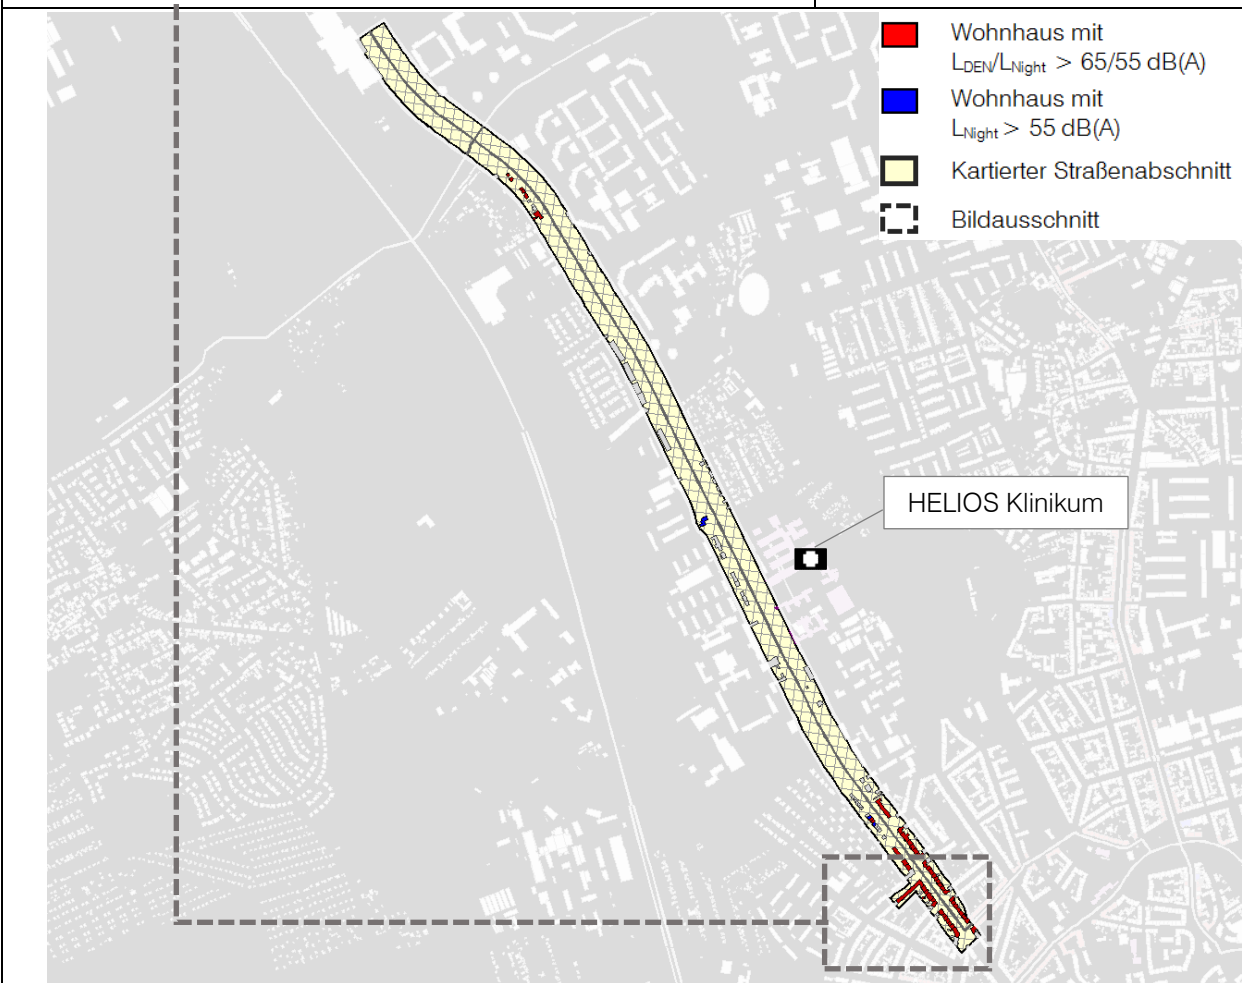 Wohnhaus mit
LDEN/LNight > 65/55 dB(A)
Wohnhaus mit
LNight > 55 dB(A)
Kartierter Straßenabschnitt
Bildausschnitt
HELIOS Klinikum